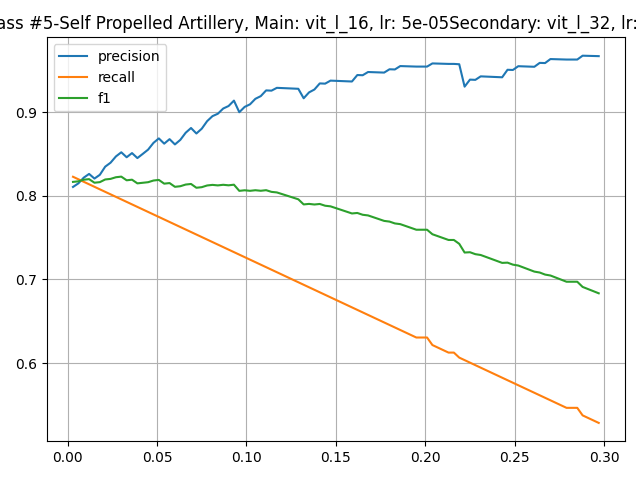 ass #5-Self Propelled Artillery, Main: vit_l_16, lr: 5e-05Secondary: vit_l_32, lr:
precision
recall
f1
0.9
0.8
0.7
0.6
0.00 0.05 0.10 0.15 0.20 0.25 0.30